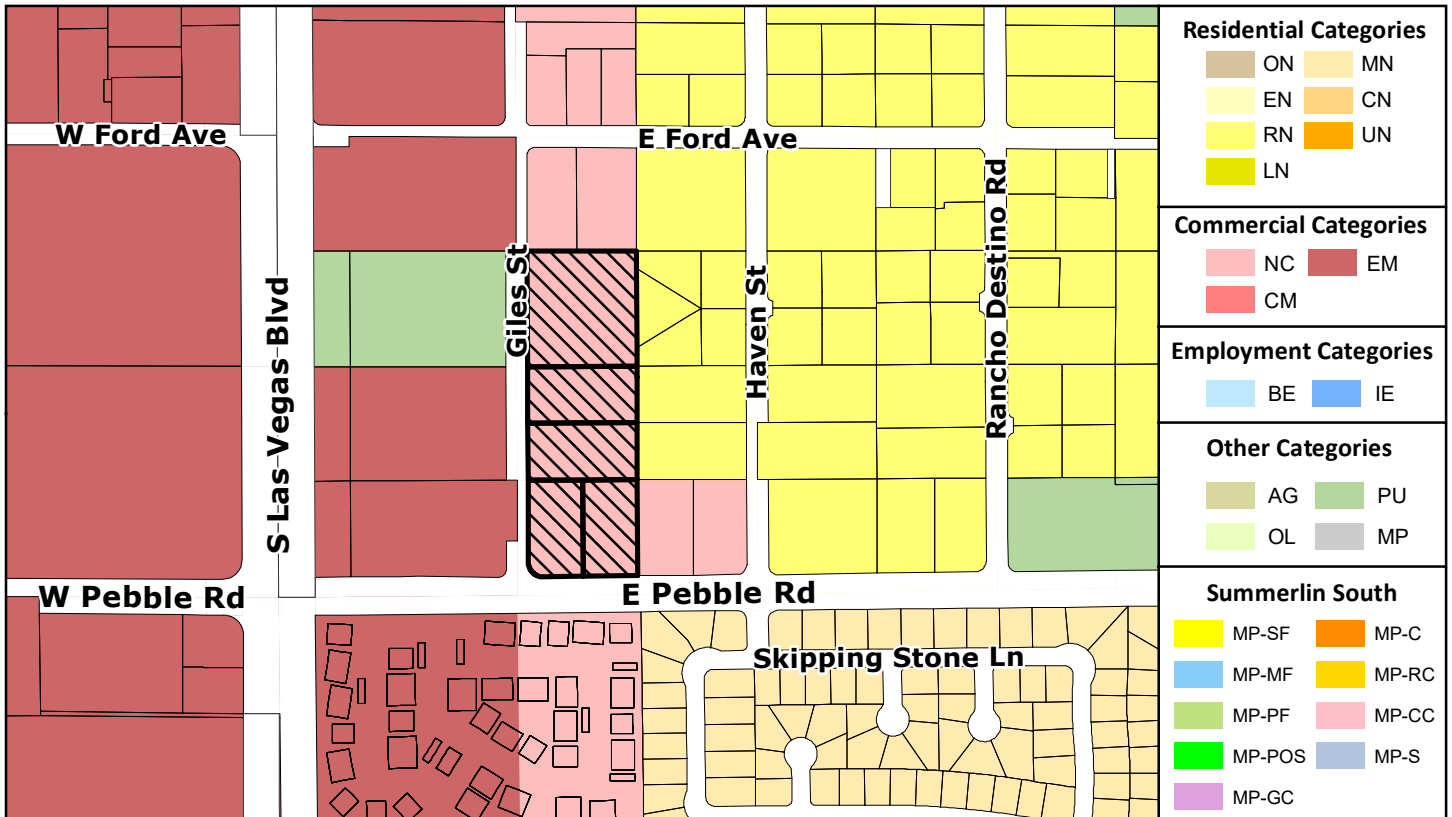 W Ford Ave
E Ford Ave
S Las Vegas Blvd
Giles St
Haven St
Rancho Destino Rd
W Pebble Rd
E Pebble Rd
Skipping Stone Ln
Residential Categories
ON MN
EN CN
RN UN
LN
Commercial Categories
NC EM
CM
Employment Categories
BE IE
Other Categories
AG PU
OL MP
Summerlin South
MP-SF MP-C
MP-MF MP-RC
MP-PF MP-CC
MP-POS MP-S
MP-GC